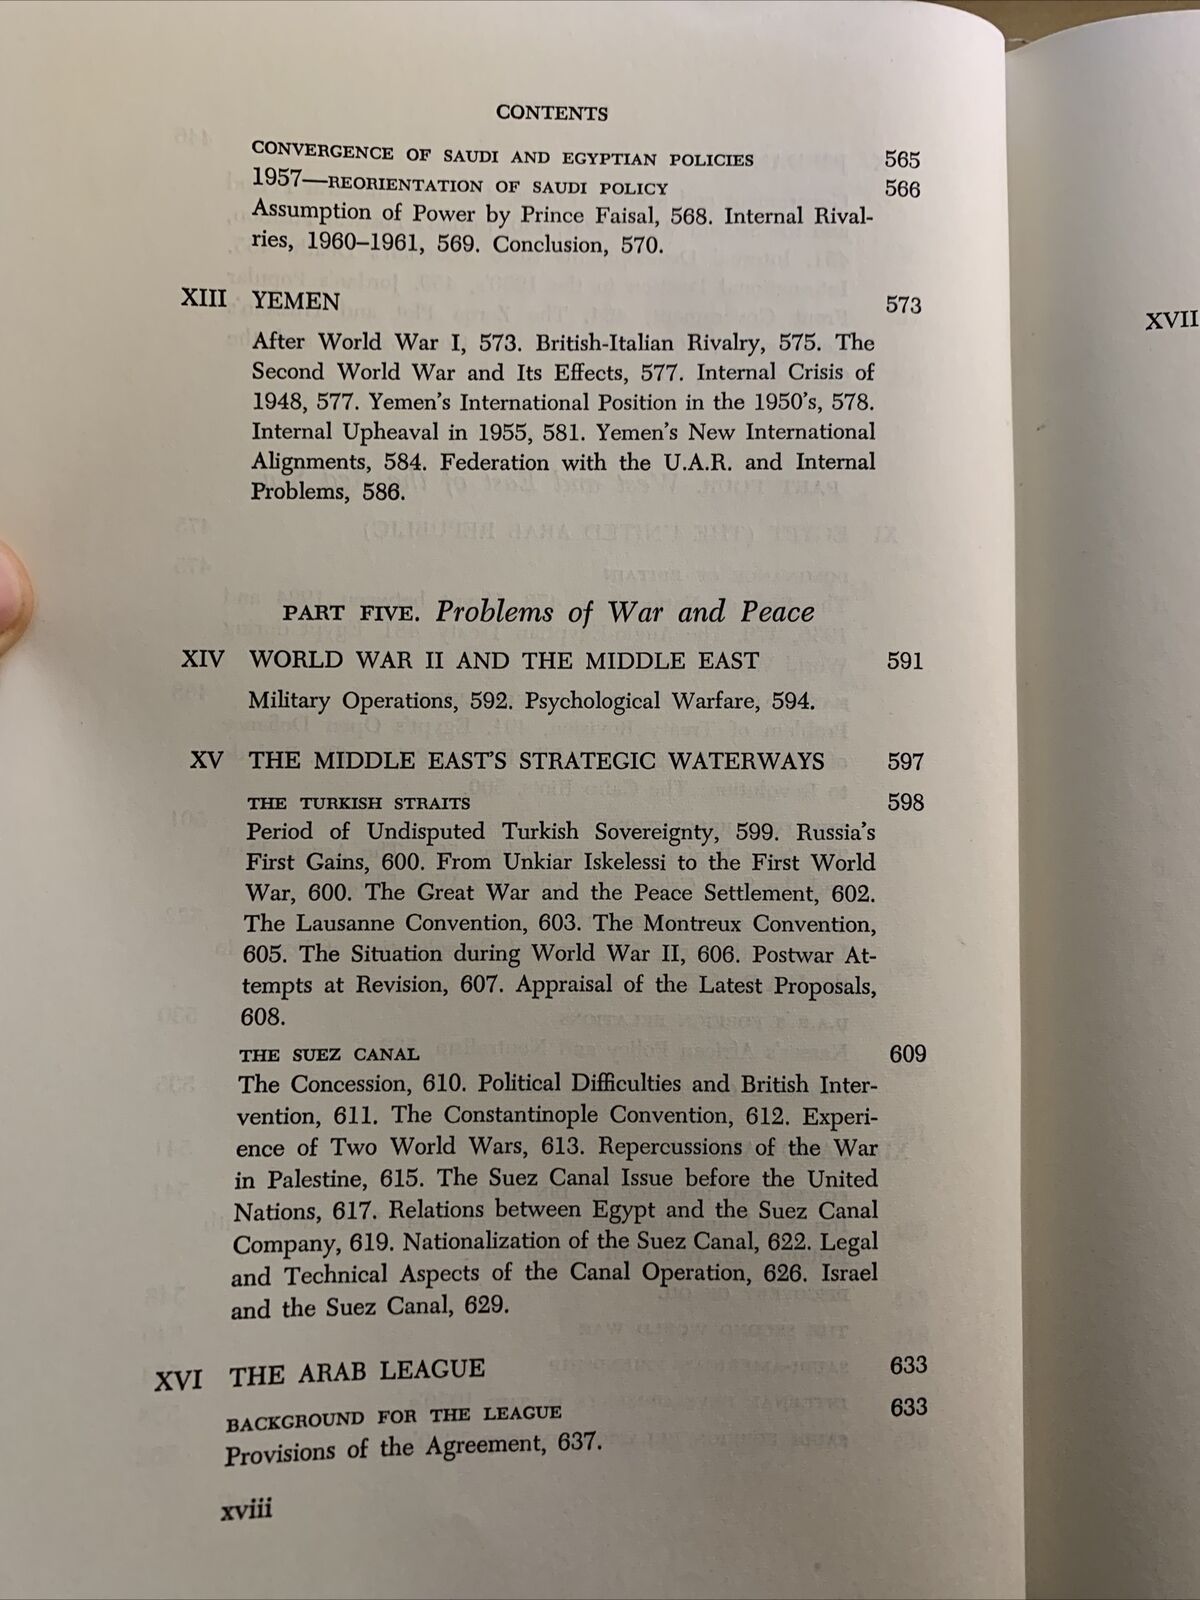 CONTENTS
CONVERGENCE OF SAUDI AND EGYPTIAN POLICIES 565
1957—REORIENTATION OF SAUDI POLICY 566
Assumption of Power by Prince Faisal, 568. Internal Rival-
ries, 1960–1961, 569. Conclusion, 570.
XIII YEMEN 573
After World War I, 573. British-Italian Rivalry, 575. The
Second World War and Its Effects, 577. Internal Crisis of
1948, 577. Yemen's International Position in the 1950's, 578.
Internal Upheaval in 1955, 581. Yemen's New International
Alignments, 584. Federation with the U.A.R. and Internal
Problems, 586.
PART FIVE. Problems of War and Peace
XIV WORLD WAR II AND THE MIDDLE EAST 591
Military Operations, 592. Psychological Warfare, 594.
XV THE MIDDLE EAST'S STRATEGIC WATERWAYS 597
THE TURKISH STRAITS 598
Period of Undisputed Turkish Sovereignty, 599. Russia's
First Gains, 600. From Unkiar Iskelessi to the First World
War, 600. The Great War and the Peace Settlement, 602.
The Lausanne Convention, 603. The Montreux Convention,
605. The Situation during World War II, 606. Postwar At-
tempts at Revision, 607. Appraisal of the Latest Proposals,
608.
THE SUEZ CANAL 609
The Concession, 610. Political Difficulties and British Inter-
vention, 611. The Constantinople Convention, 612. Experi-
ence of Two World Wars, 613. Repercussions of the War
in Palestine, 615. The Suez Canal Issue before the United
Nations, 617. Relations between Egypt and the Suez Canal
Company, 619. Nationalization of the Suez Canal, 622. Legal
and Technical Aspects of the Canal Operation, 626. Israel
and the Suez Canal, 629.
XVI THE ARAB LEAGUE 633
BACKGROUND FOR THE LEAGUE 633
Provisions of the Agreement, 637.
xviii
XVII